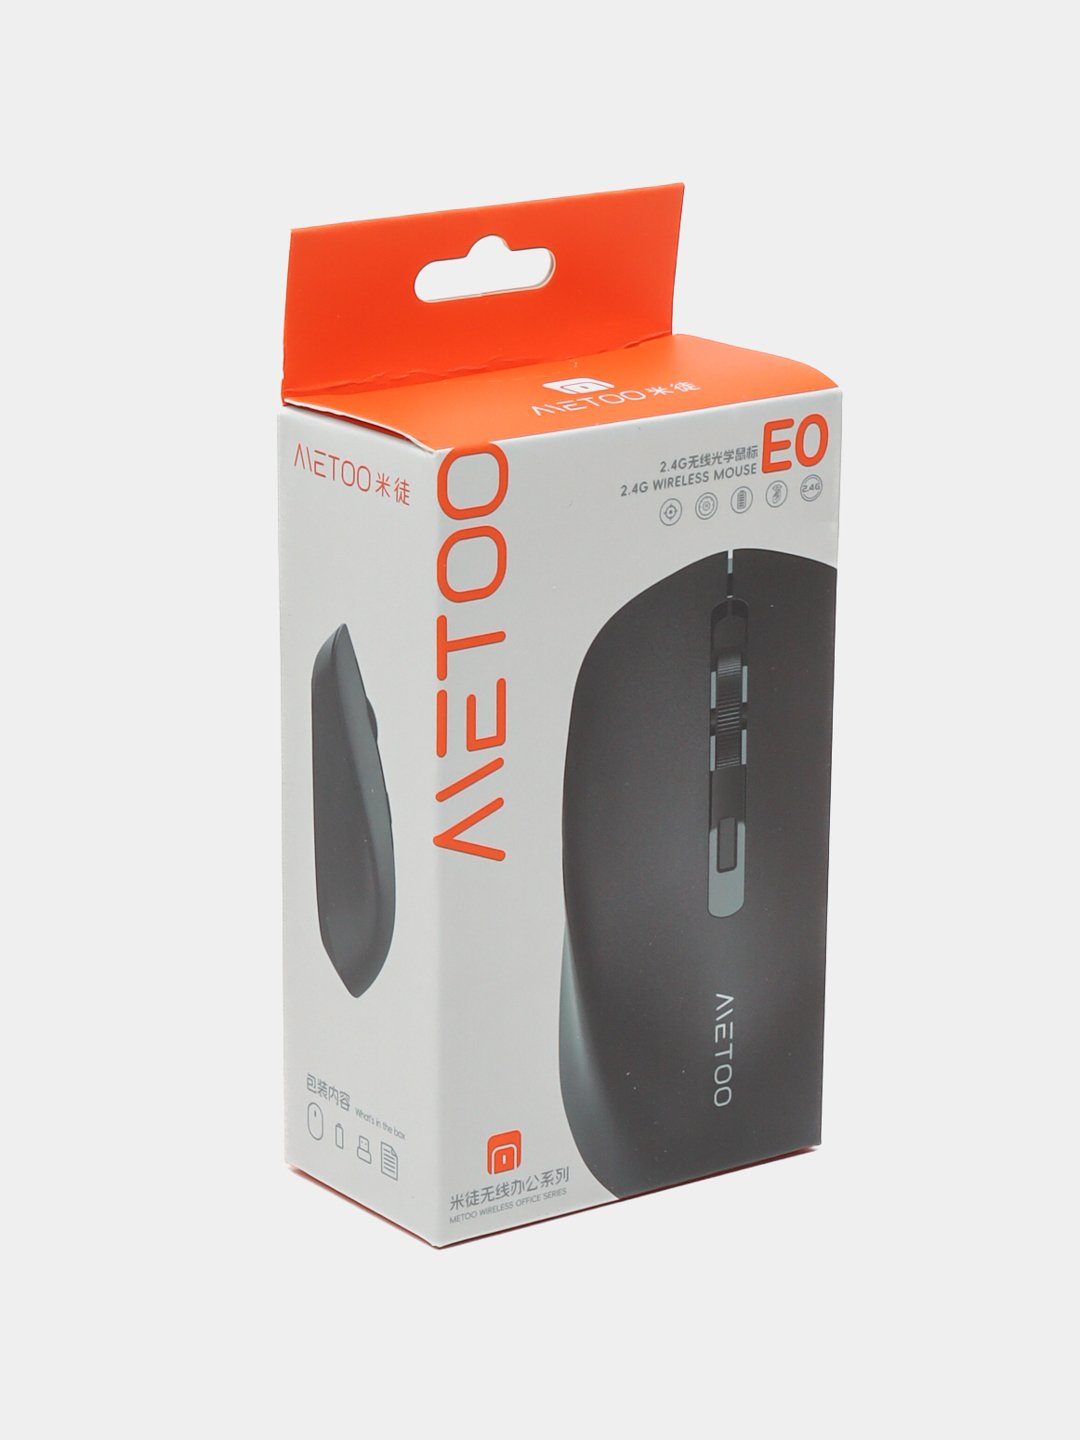 METOO米徒
METOO米徒
METOO
E0
2.4G无线光学鼠标
2.4G WIRELESS MOUSE
2.4G
METOO
包装内容 What's in the box
米徒无线办公系列
METOO WIRELESS OFFICE SERIES